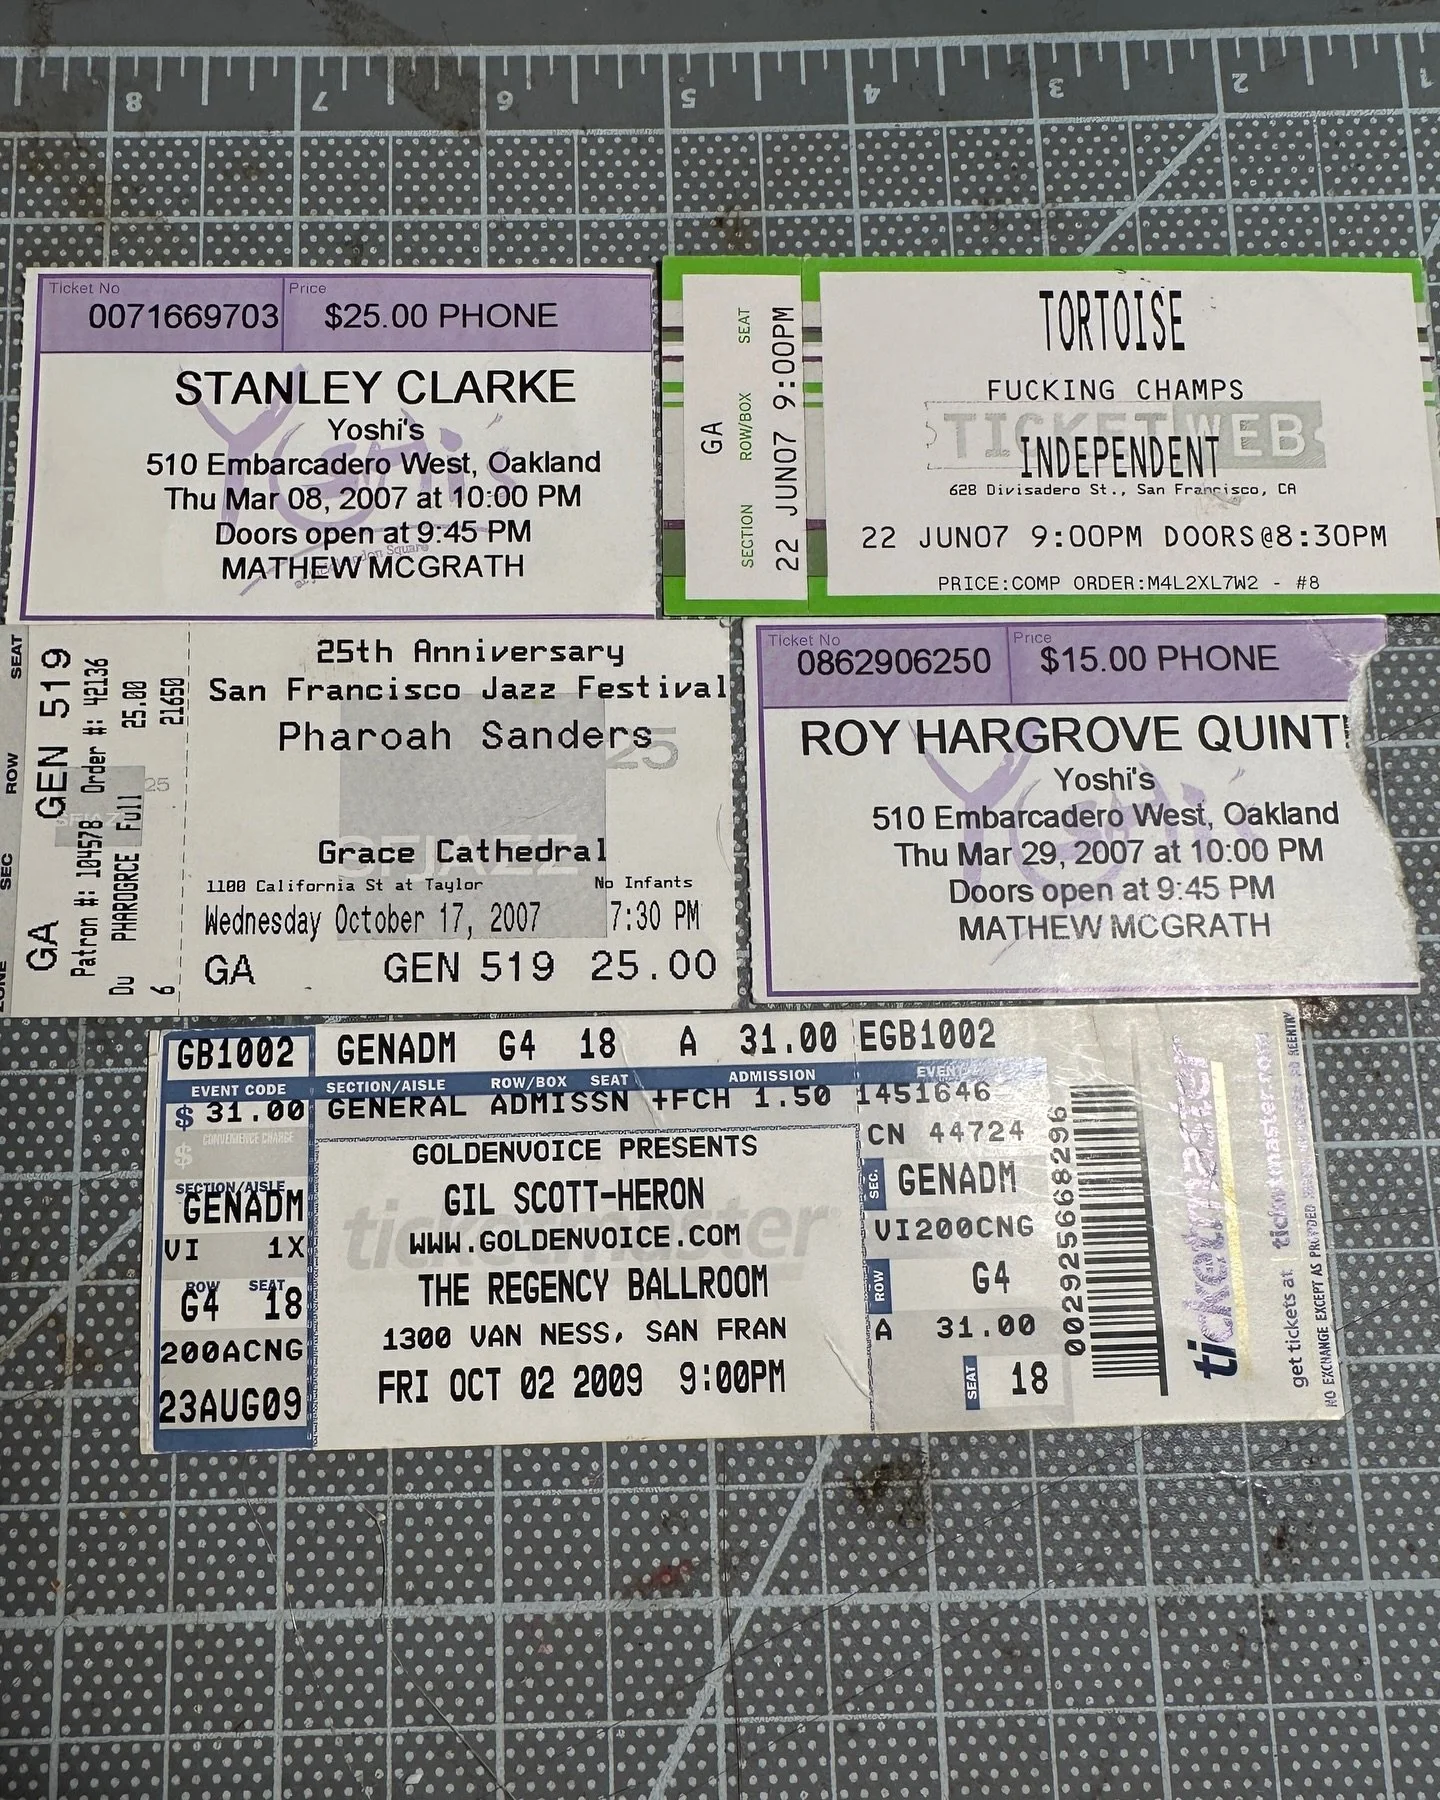 8 7 6 5 4 3 2 1
Ticket No Price
0071669703 $25.00 PHONE
STANLEY CLARKE
Yoshi's
510 Embarcadero West, Oakland
Thu Mar 08, 2007 at 10:00 PM
Doors open at 9:45 PM
MATHEW MCGRATH
SECTION ROW/BOX SEAT
GA
22 JUN07 9:00PM
TORTOISE
FUCKING CHAMPS
TICKETWEB
INDEPENDENT
628 Divisadero St., San Francisco, CA
22 JUN07 9:00PM DOORS@8:30PM
PRICE:COMP ORDER:M4L2XL7W2 - #8
SEC ROW SEAT
GA GEN 519
Patron #: 104578 Order #: 42136
Du PHAROGRCE Full 25.00
6 21650
25th Anniversary
San Francisco Jazz Festival
Pharoah Sanders
25
SFJAZZ
Grace Cathedral
1100 California St at Taylor No Infants
Wednesday October 17, 2007 7:30 PM
GA GEN 519 25.00
Ticket No Price
0862906250 $15.00 PHONE
ROY HARGROVE QUINT
Yoshi's
510 Embarcadero West, Oakland
Thu Mar 29, 2007 at 10:00 PM
Doors open at 9:45 PM
MATHEW MCGRATH
GB1002
EVENT CODE
$ 31.00
$ CONVENIENCE CHARGE
SECTION/AISLE
GENADM
VI 1X
ROW SEAT
G4 18
200ACNG
23AUG09
GENADM G4 18 A 31.00
SECTION/AISLE ROW/BOX SEAT ADMISSION
GENERAL ADMISSN +FCH 1.50
GOLDENVOICE PRESENTS
GIL SCOTT-HERON
WWW.GOLDENVOICE.COM
ticketmaster
THE REGENCY BALLROOM
1300 VAN NESS, SAN FRAN
FRI OCT 02 2009 9:00PM
EGB1002
1451646
CN 44724
SEC. GENADM
VI200CNG
ROW G4
A 31.00
SEAT 18
002925668296
ticketmaster
get tickets at ticketmaster.com
NO EXCHANGE EXCEPT AS PROVIDED